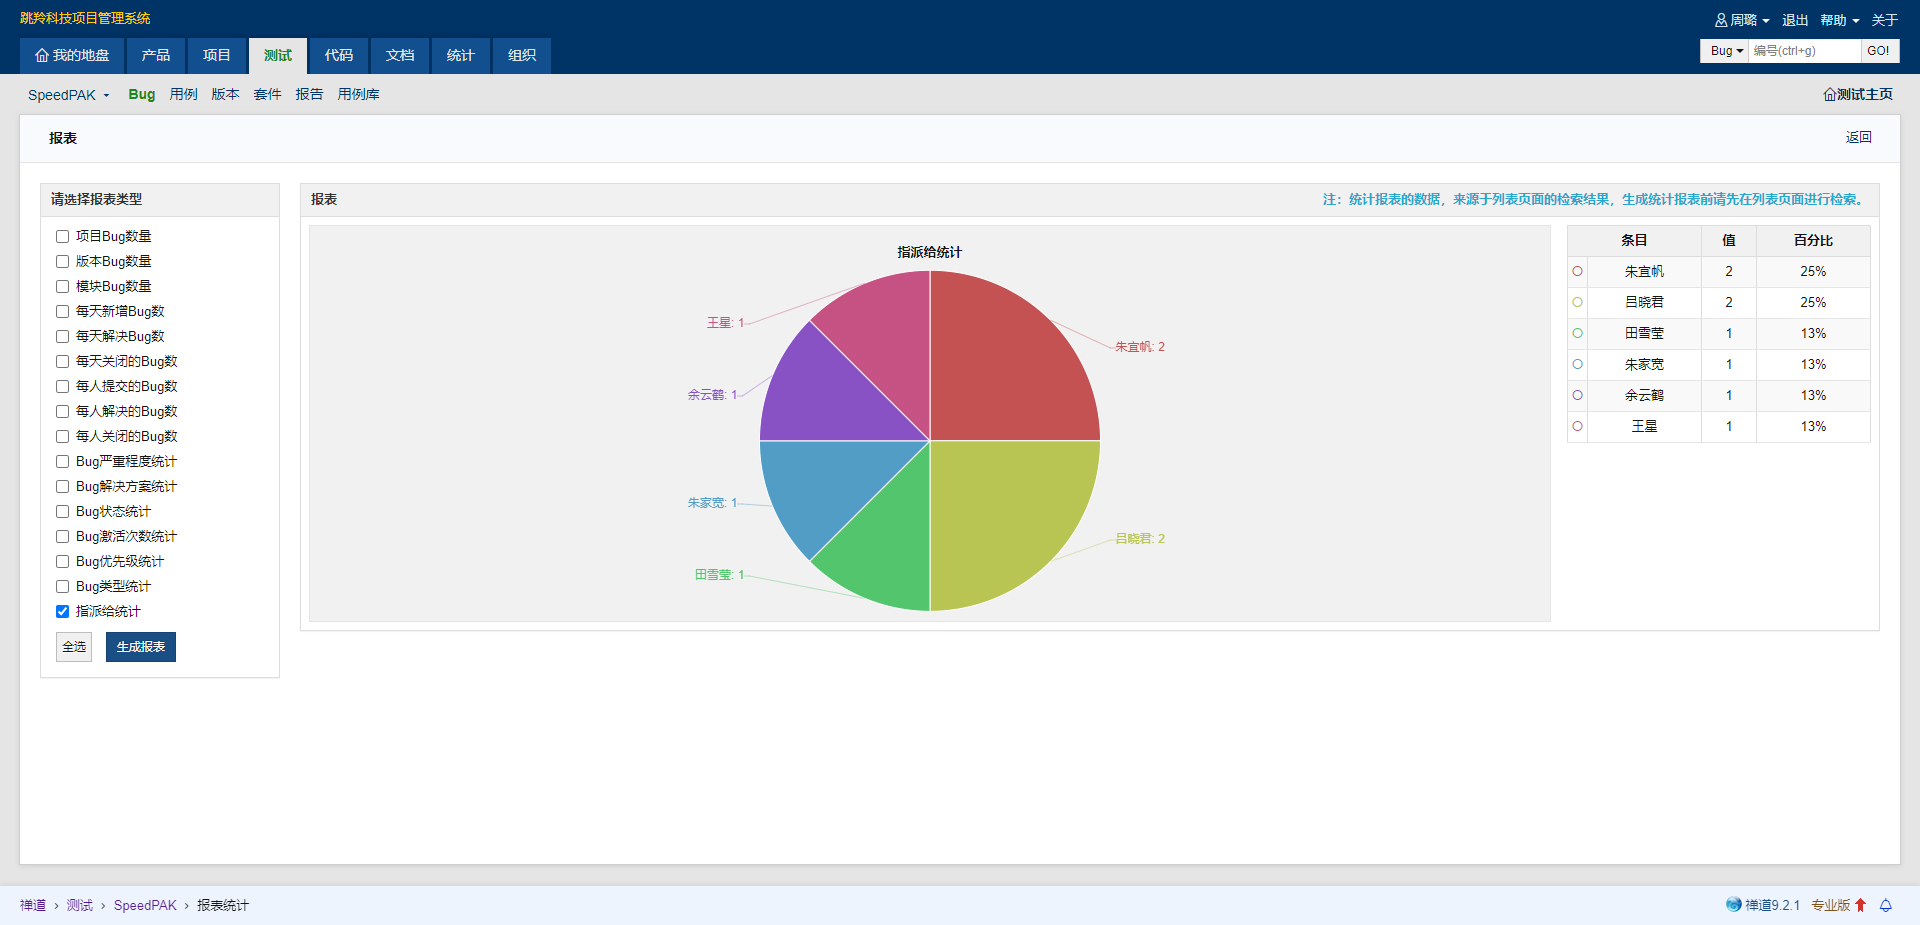 跳羚科技项目管理系统
周璐 退出 帮助 关于
我的地盘 产品 项目 测试 代码 文档 统计 组织
Bug 编号(ctrl+g) GO!
SpeedPAK Bug 用例 版本 套件 报告 用例库
测试主页
报表
返回
请选择报表类型
项目Bug数量
版本Bug数量
模块Bug数量
每天新增Bug数
每天解决Bug数
每天关闭的Bug数
每人提交的Bug数
每人解决的Bug数
每人关闭的Bug数
Bug严重程度统计
Bug解决方案统计
Bug状态统计
Bug激活次数统计
Bug优先级统计
Bug类型统计
指派给统计
全选 生成报表
报表
注：统计报表的数据，来源于列表页面的检索结果，生成统计报表前请先在列表页面进行检索。
指派给统计
王星: 1
朱宜帆: 2
余云鹤: 1
朱家宽: 1
吕晓君: 2
田雪莹: 1
条目 值 百分比
朱宜帆 2 25%
吕晓君 2 25%
田雪莹 1 13%
朱家宽 1 13%
余云鹤 1 13%
王星 1 13%
禅道 › 测试 › SpeedPAK › 报表统计
禅道9.2.1 专业版